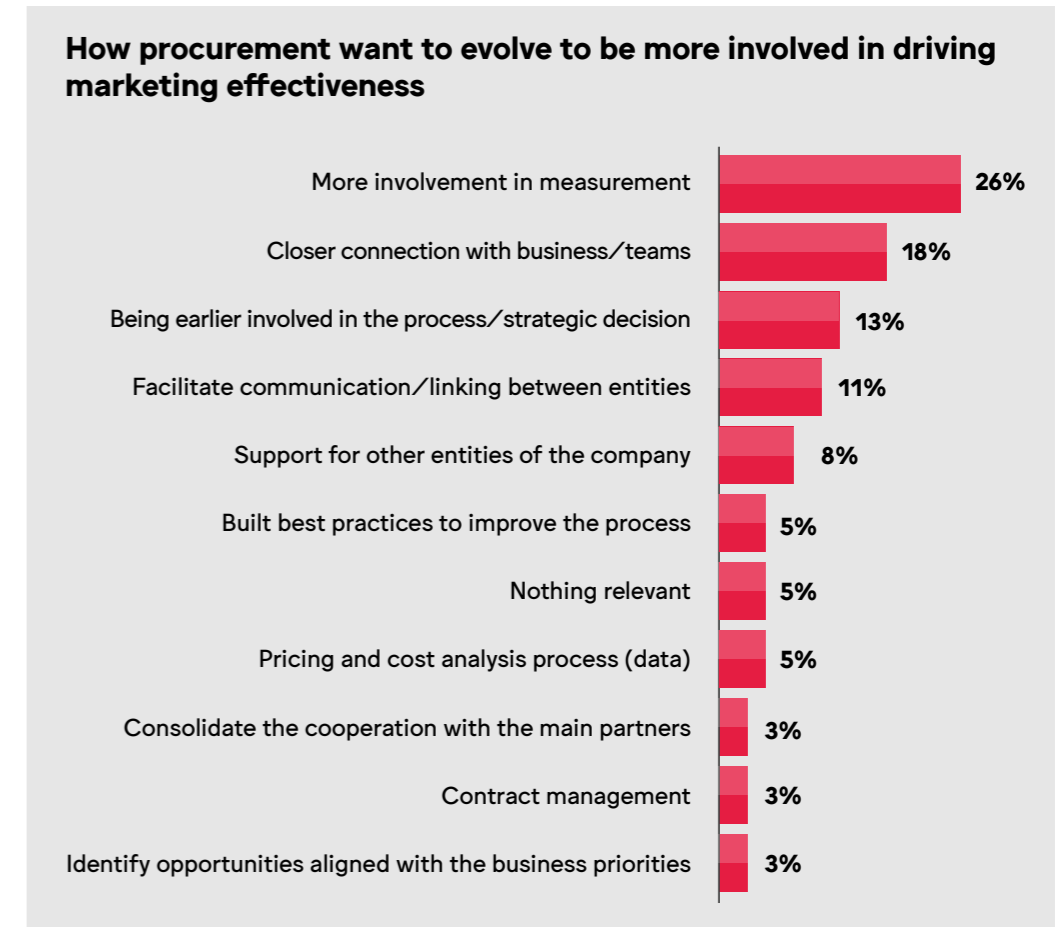 How procurement want to evolve to be more involved in driving
marketing effectiveness
More involvement in measurement 26%
Closer connection with business/teams 18%
Being earlier involved in the process/strategic decision 13%
Facilitate communication/linking between entities 11%
Support for other entities of the company 8%
Built best practices to improve the process 5%
Nothing relevant 5%
Pricing and cost analysis process (data) 5%
Consolidate the cooperation with the main partners 3%
Contract management 3%
Identify opportunities aligned with the business priorities 3%